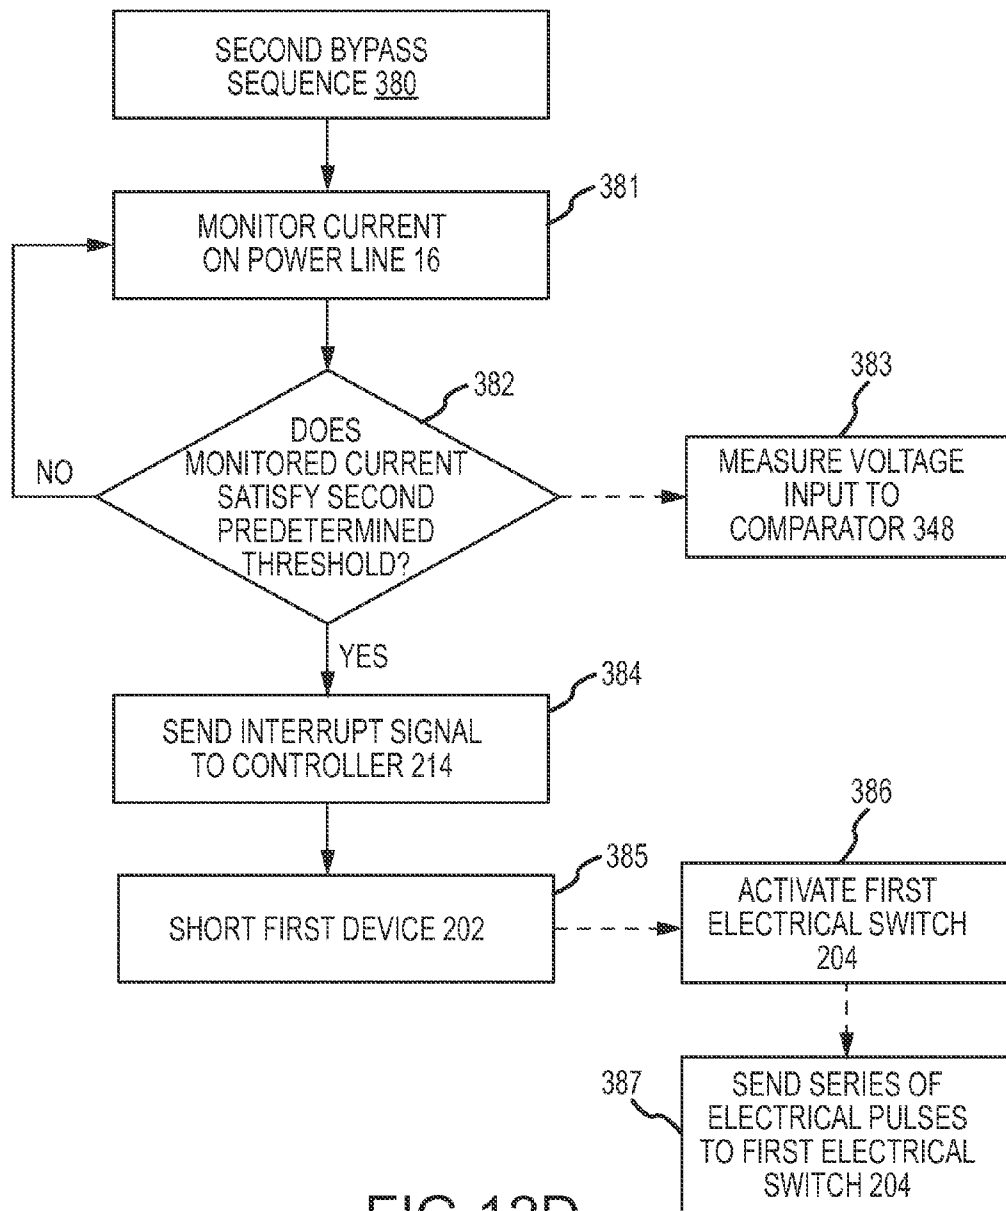 SECOND BYPASS
SEQUENCE 380
381
MONITOR CURRENT
ON POWER LINE 16
382
DOES
MONITORED CURRENT
SATISFY SECOND
PREDETERMINED
THRESHOLD?
NO
383
MEASURE VOLTAGE
INPUT TO
COMPARATOR 348
YES
384
SEND INTERRUPT SIGNAL
TO CONTROLLER 214
385
SHORT FIRST DEVICE 202
386
ACTIVATE FIRST
ELECTRICAL SWITCH
204
387
SEND SERIES OF
ELECTRICAL PULSES
TO FIRST ELECTRICAL
SWITCH 204